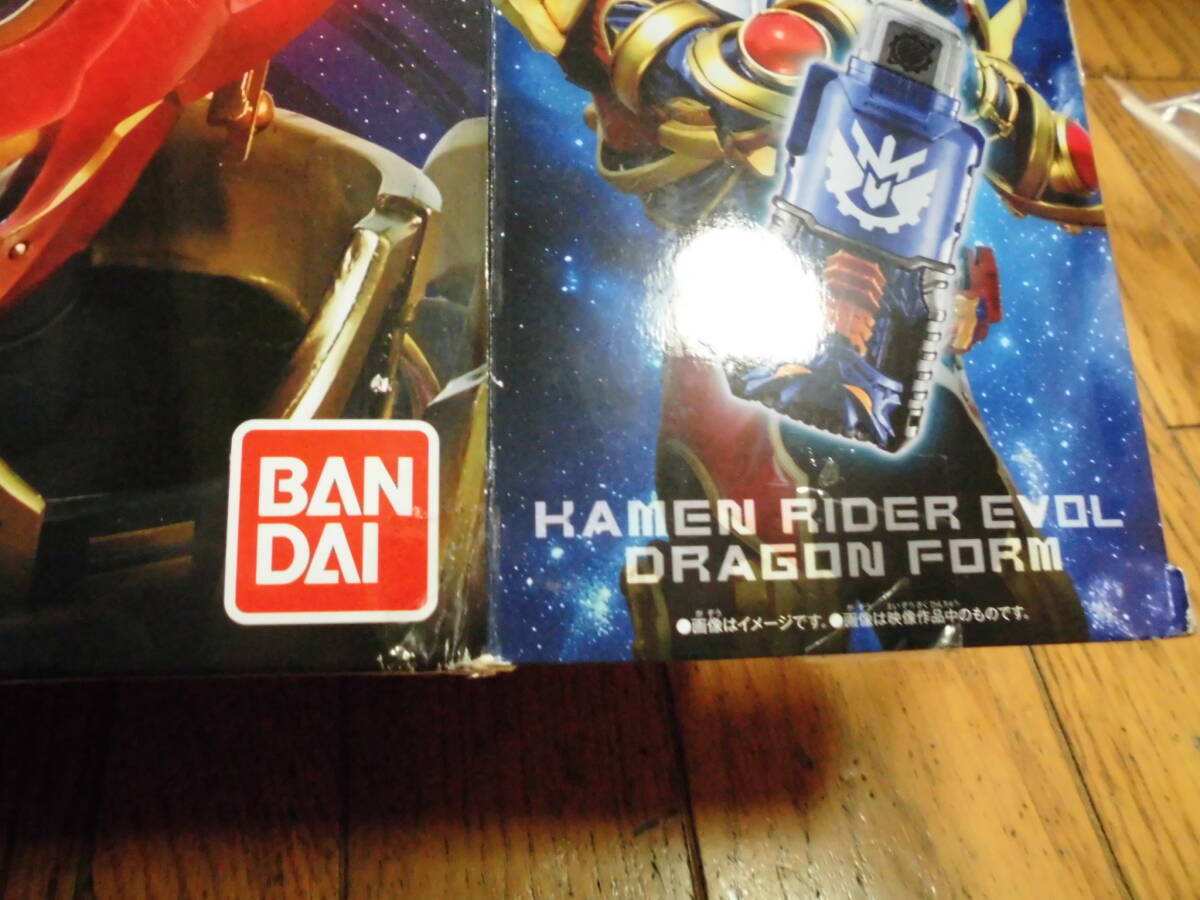 BAN
DAI
KAMEN RIDER EVOL
DRAGON FORM
●画像はイメージです。●画像は映像作品中のものです。